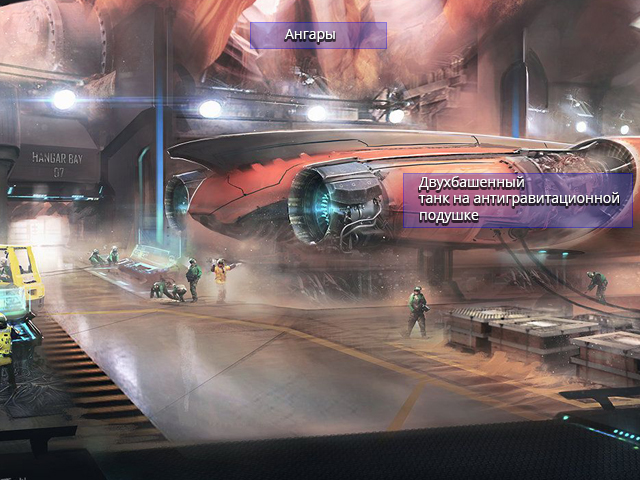 Ангары
HANGAR BAY
07
Двухбашенный
танк на антигравитационной
подушке